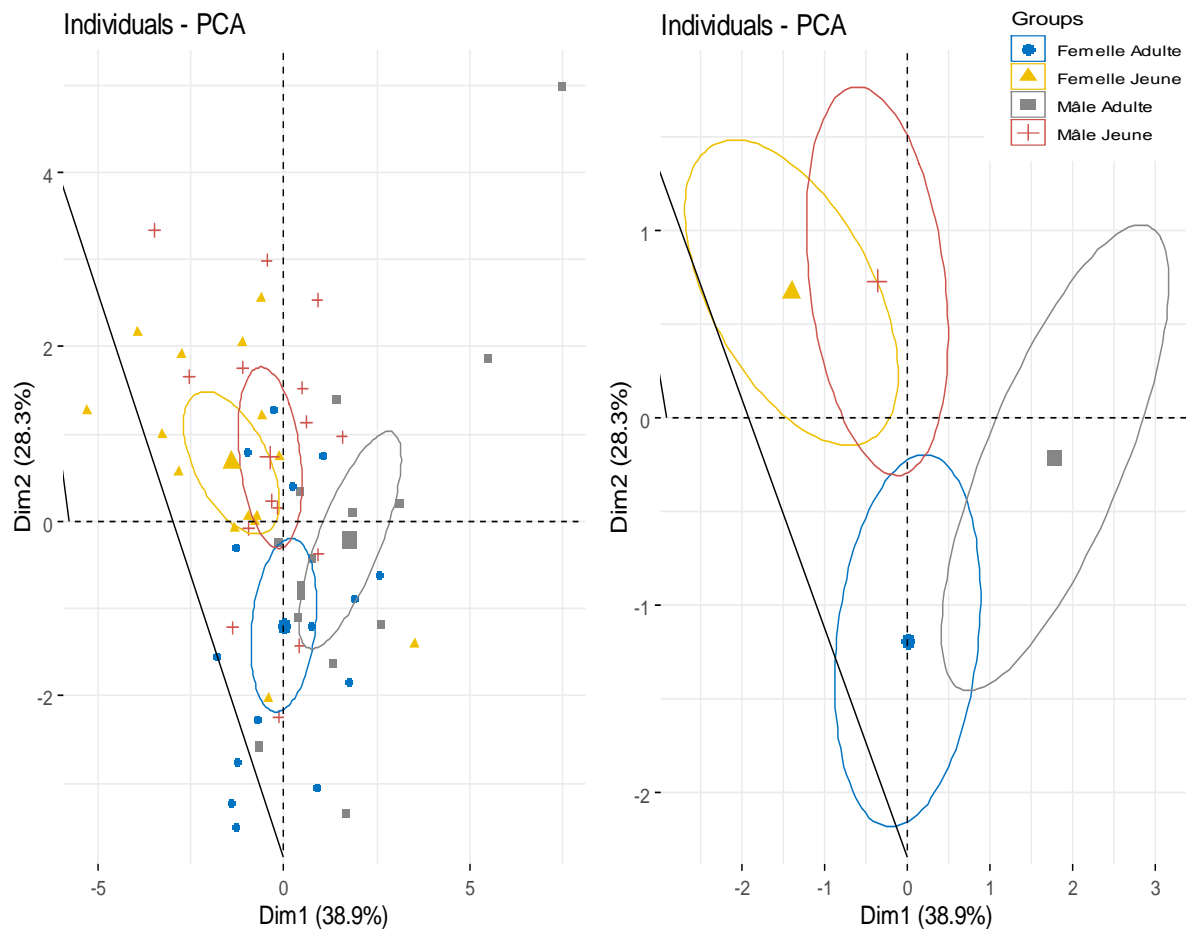 Individuals - PCA
4
2
0
-2
-5
0
5
Dim1 (38.9%)
Dim2 (28.3%)
Individuals - PCA
1
0
-1
-2
-2
-1
0
1
2
3
Dim1 (38.9%)
Dim2 (28.3%)
Groups
Femelle Adulte
Femelle Jeune
Mâle Adulte
Mâle Jeune